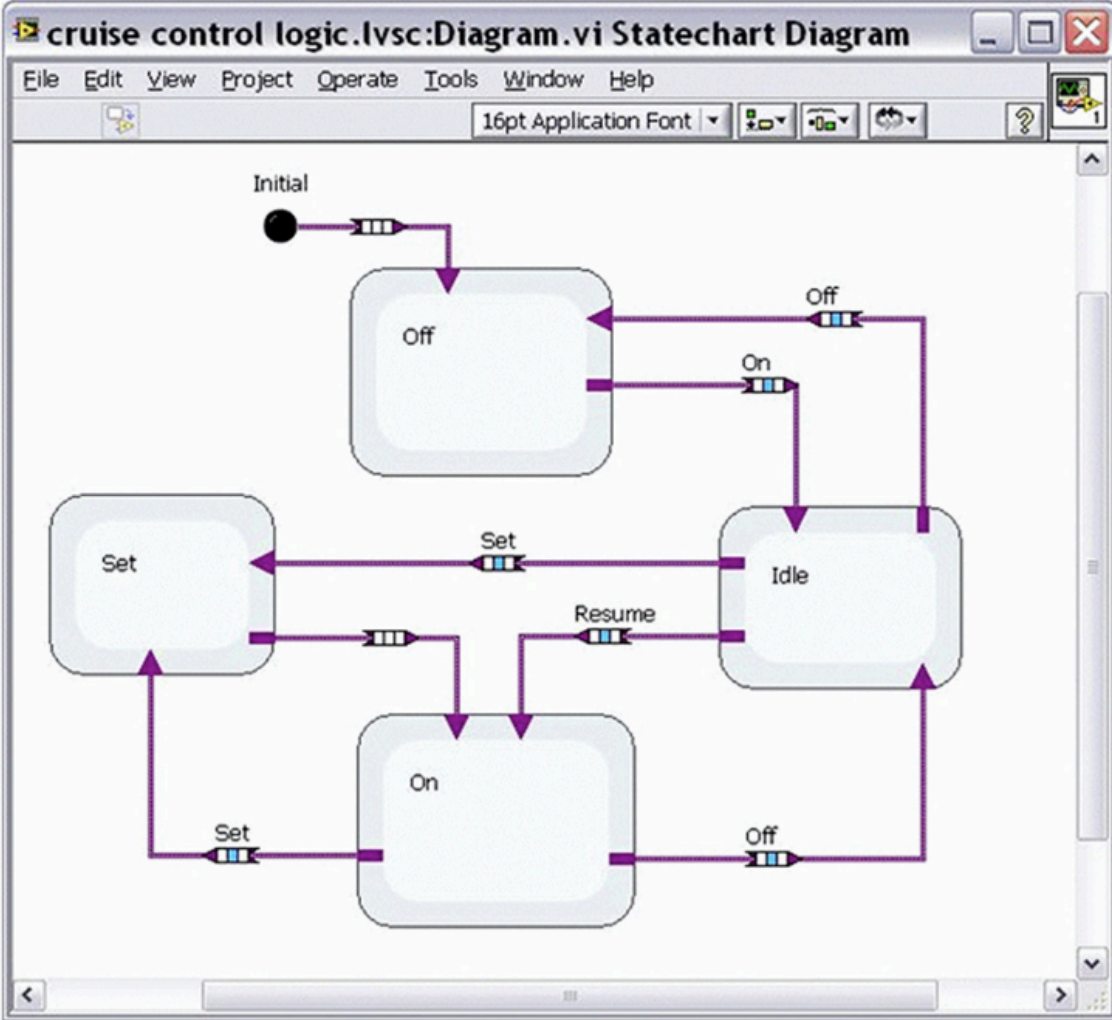 cruise control logic.lvsc:Diagram.vi Statechart Diagram
File Edit View Project Operate Tools Window Help
16pt Application Font
?
1
Initial
Off
Off
On
Set
Set
Idle
Resume
On
Set
Off